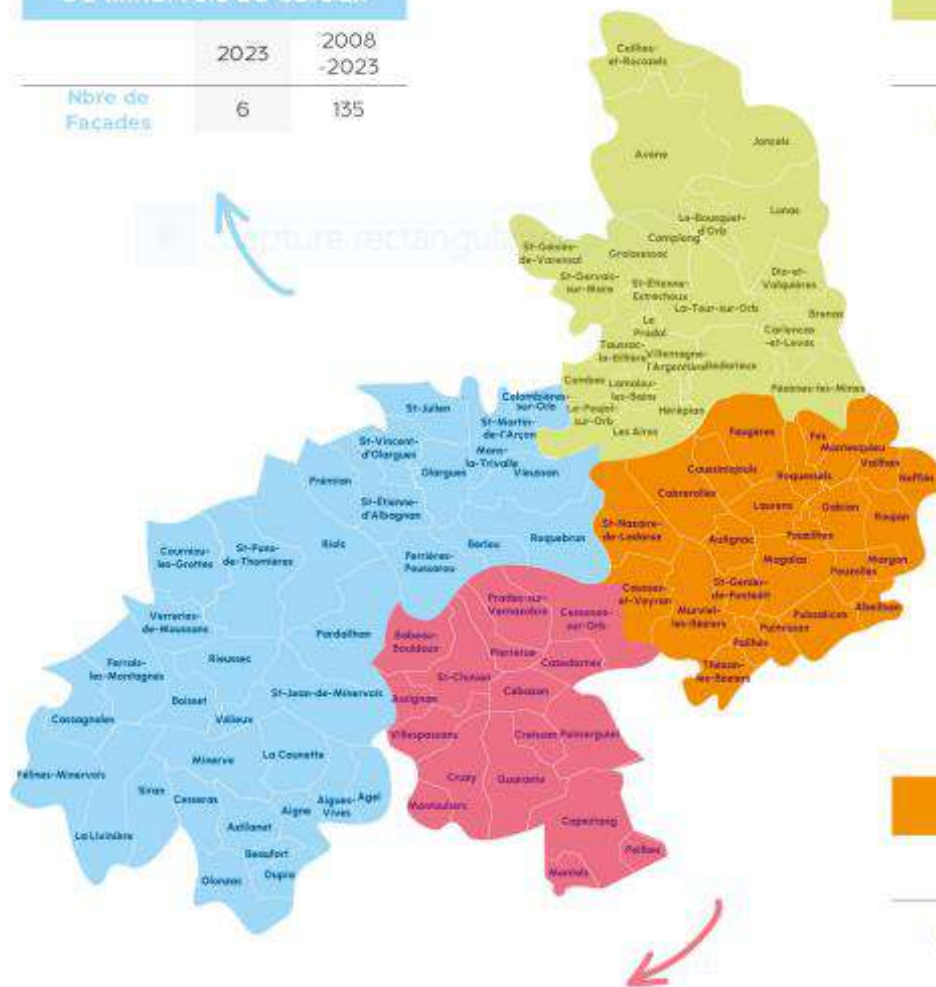 2023
2008
-2023
Nbre de
Façades
6
135
Capture rectangul
Ceilhes-
et-Rocozels
Avène
Joncels
Lunas
Le-Bousquet-
d'Orb
Camplong
Graissessac
St-Geniès-
de-Varensal
St-Gervais-
sur-Mare
St-Étienne-
Estréchoux
Dio-et-
Valquières
La-Tour-sur-Orb
Brenas
Le
Pradal
Carlencas
-et-Levas
Taussac-
la-Billière
Villemagne-
l'Argentière
Bédarieux
Combes
Lamalou-
les-Bains
Pézènes-les-Mines
Le-Poujol-
sur-Orb
Hérépian
Les Aires
Colombières-
sur-Orb
St-Julien
St-Martin-
de-l'Arçon
St-Vincent-
d'Olargues
Mons-
la-Trivalle
Olargues
Vieussan
Prémian
St-Étienne-
d'Albagnan
Riols
Berlou
Roquebrun
Ferrières-
Poussarou
Courniou-
les-Grottes
St-Pons-
de-Thomières
Verreries-
de-Moussans
Pardailhan
Rieussec
Ferrals-
les-Montagnes
Boisset
St-Jean-de-Minervois
Cassagnoles
Vélieux
Minerve
La Caunette
Félines-Minervois
Siran
Cesseras
Aigne
Aigues-
Vives
Agel
La Livinière
Azillanet
Beaufort
Olonzac
Oupia
Faugères
Fos
Montesquieu
Vailhan
Neffiès
Caussiniojouls
Roquessels
Cabrerolles
Laurens
Gabian
Roujan
St-Nazaire-
de-Ladarez
Autignac
Fouzilhon
Magalas
Margon
Pouzolles
Causses-
et-Veyran
St-Geniès-
de-Fontedit
Abeilhan
Murviel-
les-Béziers
Puissalicon
Puimisson
Pailhès
Thézan-
les-Béziers
Prades-sur-
Vernazobre
Cessenon-
sur-Orb
Babeau-
Bouldoux
Pierrerue
Cazedarnes
St-Chinian
Cébazan
Assignan
Villespassans
Creissan
Puisserguier
Cruzy
Quarante
Montouliers
Capestang
Poilhes
Montels